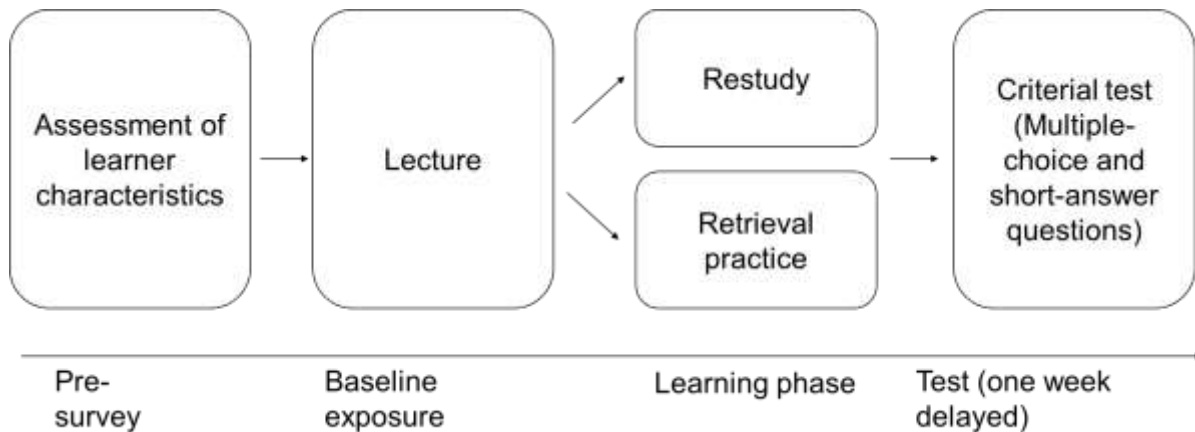 Assessment of
learner
characteristics
Lecture
Restudy
Retrieval
practice
Criterial test
(Multiple-
choice and
short-answer
questions)
Pre-
survey
Baseline
exposure
Learning phase
Test (one week
delayed)